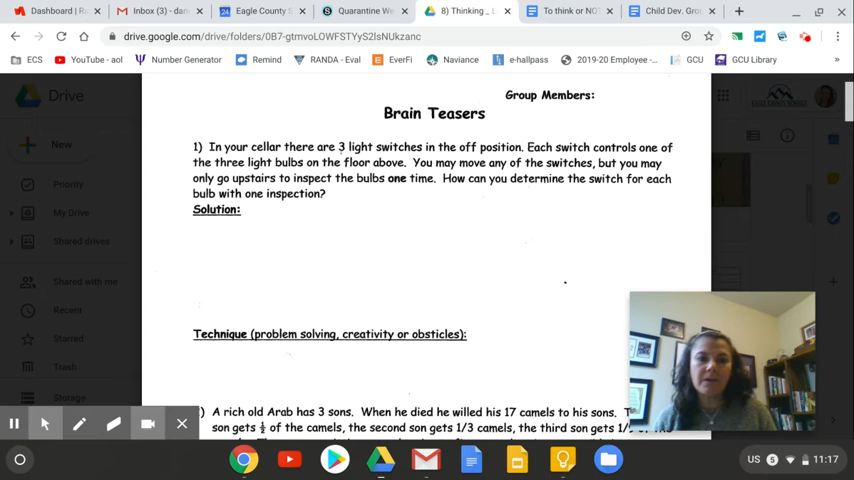 Dashboard | R
Inbox (3) - dam
Eagle County S
Quarantine We
8) Thinking _ L
To think or NO
Child Dev. Gro
drive.google.com/drive/folders/0B7-gtmvoLOWFSTYyS2lsNUkzanc
ECS
YouTube - aol
Number Generator
Remind
RANDA - Eval
EverFi
Naviance
e-hallpass
2019-20 Employee -...
GCU
GCU Library
»
Drive
New
Priority
My Drive
Shared drives
Shared with me
Recent
Starred
Trash
Storage
Group Members:
Brain Teasers
1) In your cellar there are 3 light switches in the off position. Each switch controls one of
the three light bulbs on the floor above. You may move any of the switches, but you may
only go upstairs to inspect the bulbs one time. How can you determine the switch for each
bulb with one inspection?
Solution:
Technique (problem solving, creativity or obsticles):
) A rich old Arab has 3 sons. When he died he willed his 17 camels to his sons. T
son gets ½ of the camels, the second son gets 1/3 camels, the third son gets 1/9 of
US 5 11:17